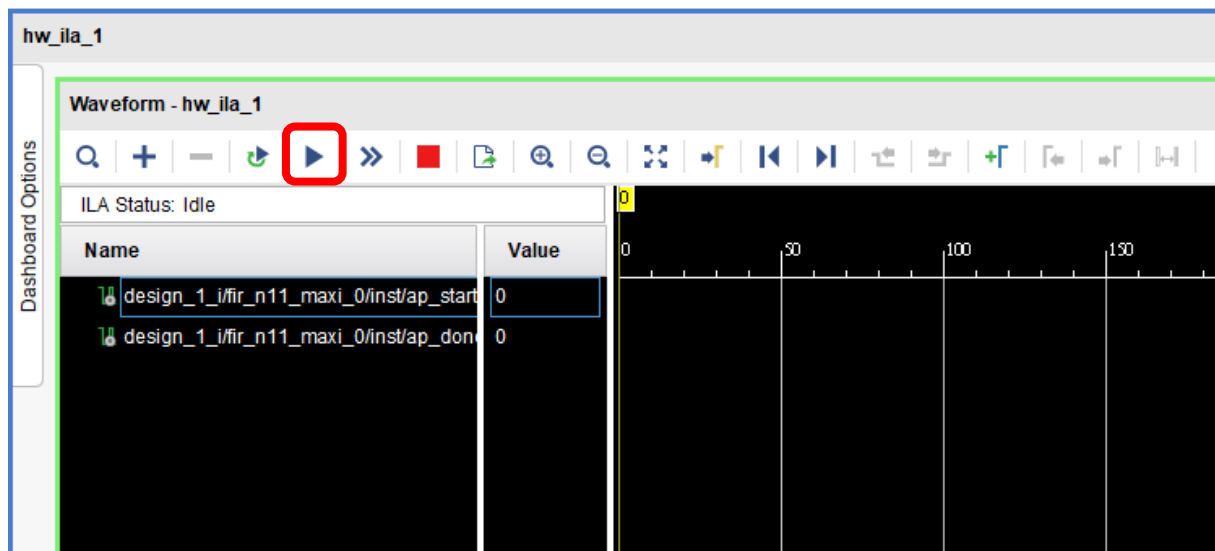 hw_ila_1
Dashboard Options
Waveform - hw_ila_1
ILA Status: Idle
Name Value
design_1_i/fir_n11_maxi_0/inst/ap_start 0
design_1_i/fir_n11_maxi_0/inst/ap_don 0
0
0 50 100 150